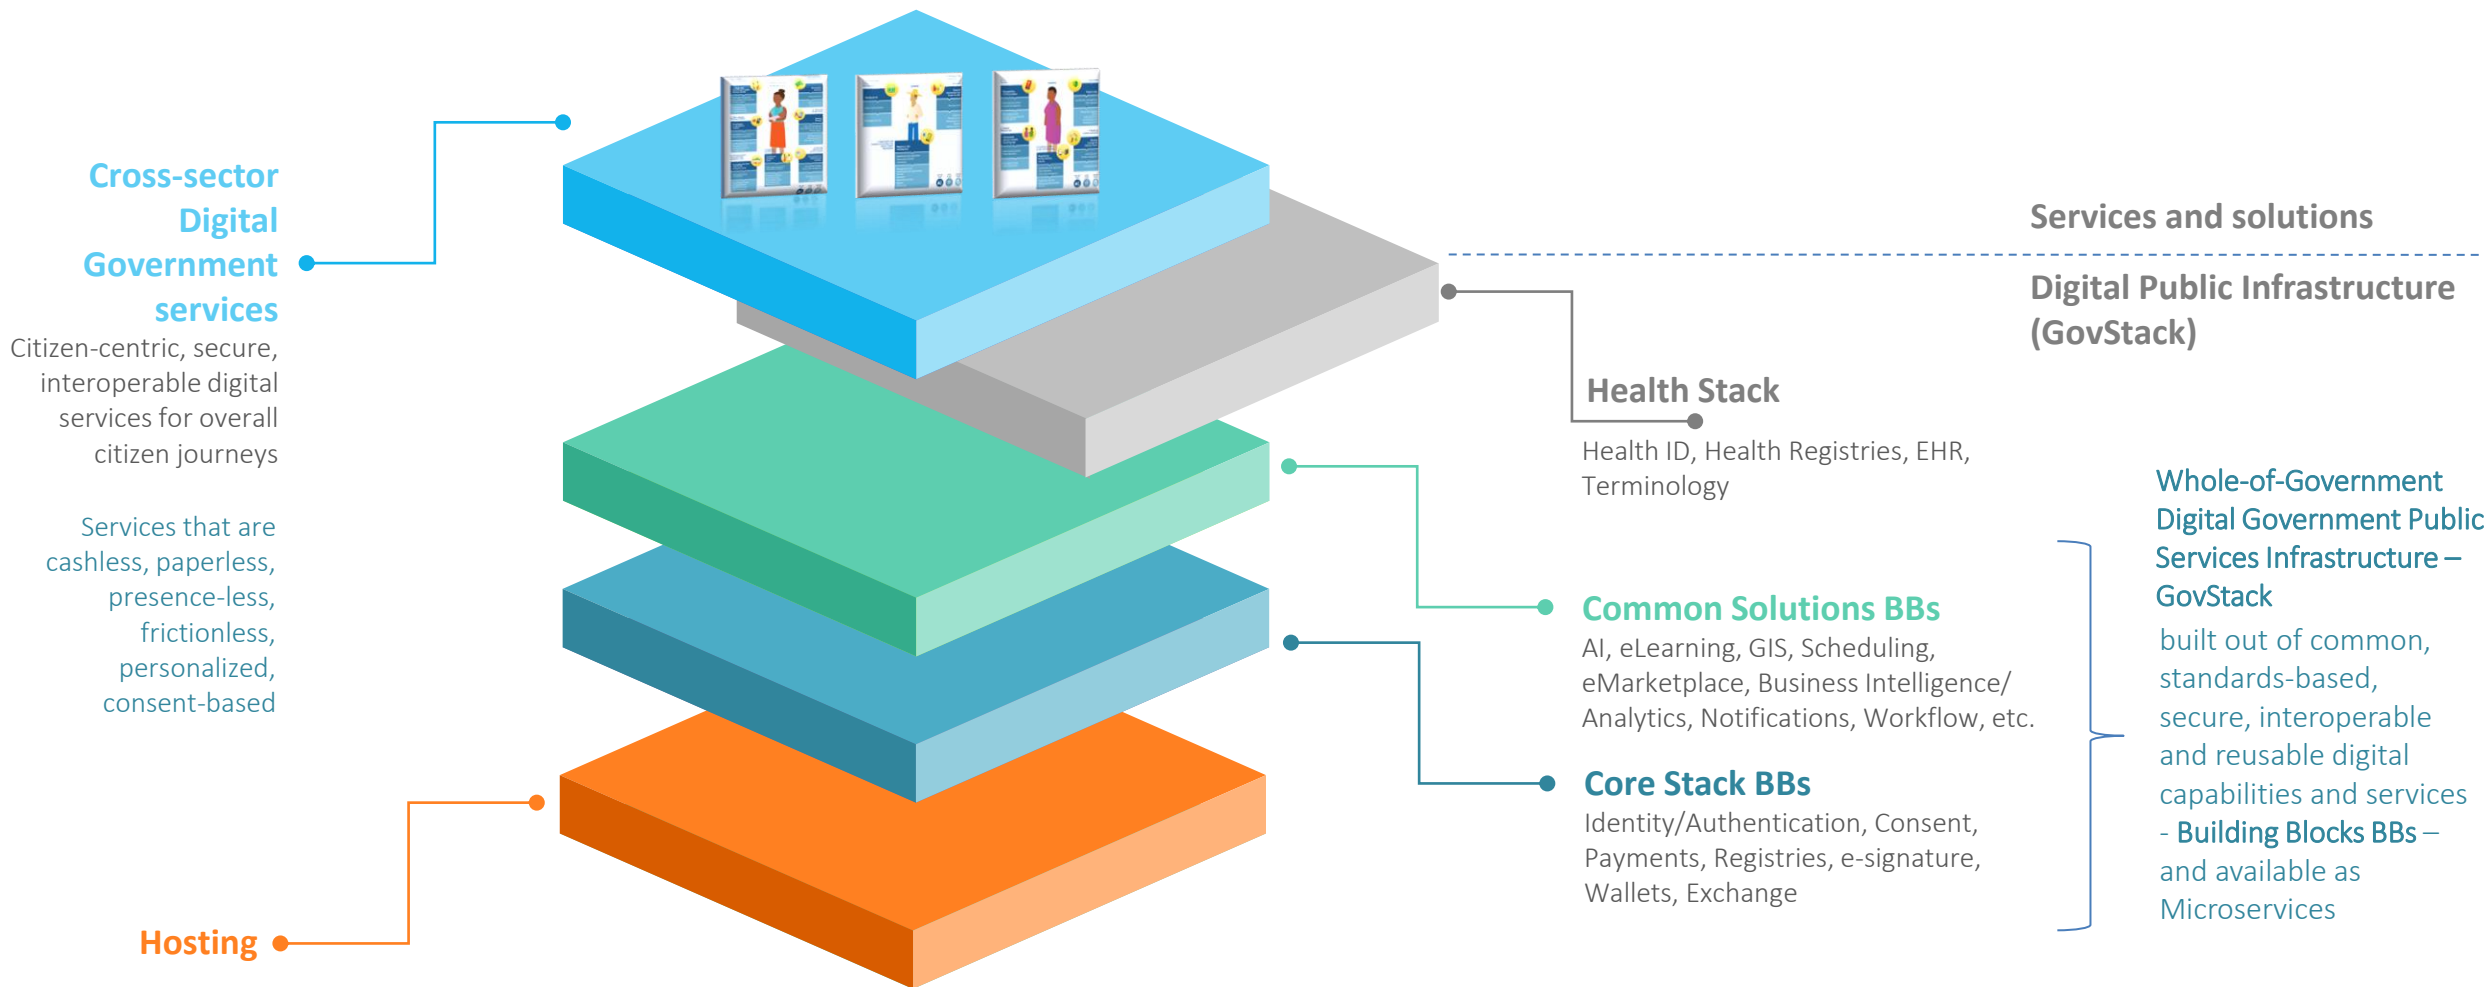 Cross-sector
Digital
Government
services
Citizen-centric, secure,
interoperable digital
services for overall
citizen journeys
Services that are
cashless, paperless,
presence-less,
frictionless,
personalized,
consent-based
Hosting
Services and solutions
Digital Public Infrastructure
(GovStack)
Health Stack
Health ID, Health Registries, EHR,
Terminology
Common Solutions BBs
AI, eLearning, GIS, Scheduling,
eMarketplace, Business Intelligence/
Analytics, Notifications, Workflow, etc.
Core Stack BBs
Identity/Authentication, Consent,
Payments, Registries, e-signature,
Wallets, Exchange
Whole-of-Government
Digital Government Public
Services Infrastructure –
GovStack
built out of common,
standards-based,
secure, interoperable
and reusable digital
capabilities and services
- Building Blocks BBs –
and available as
Microservices